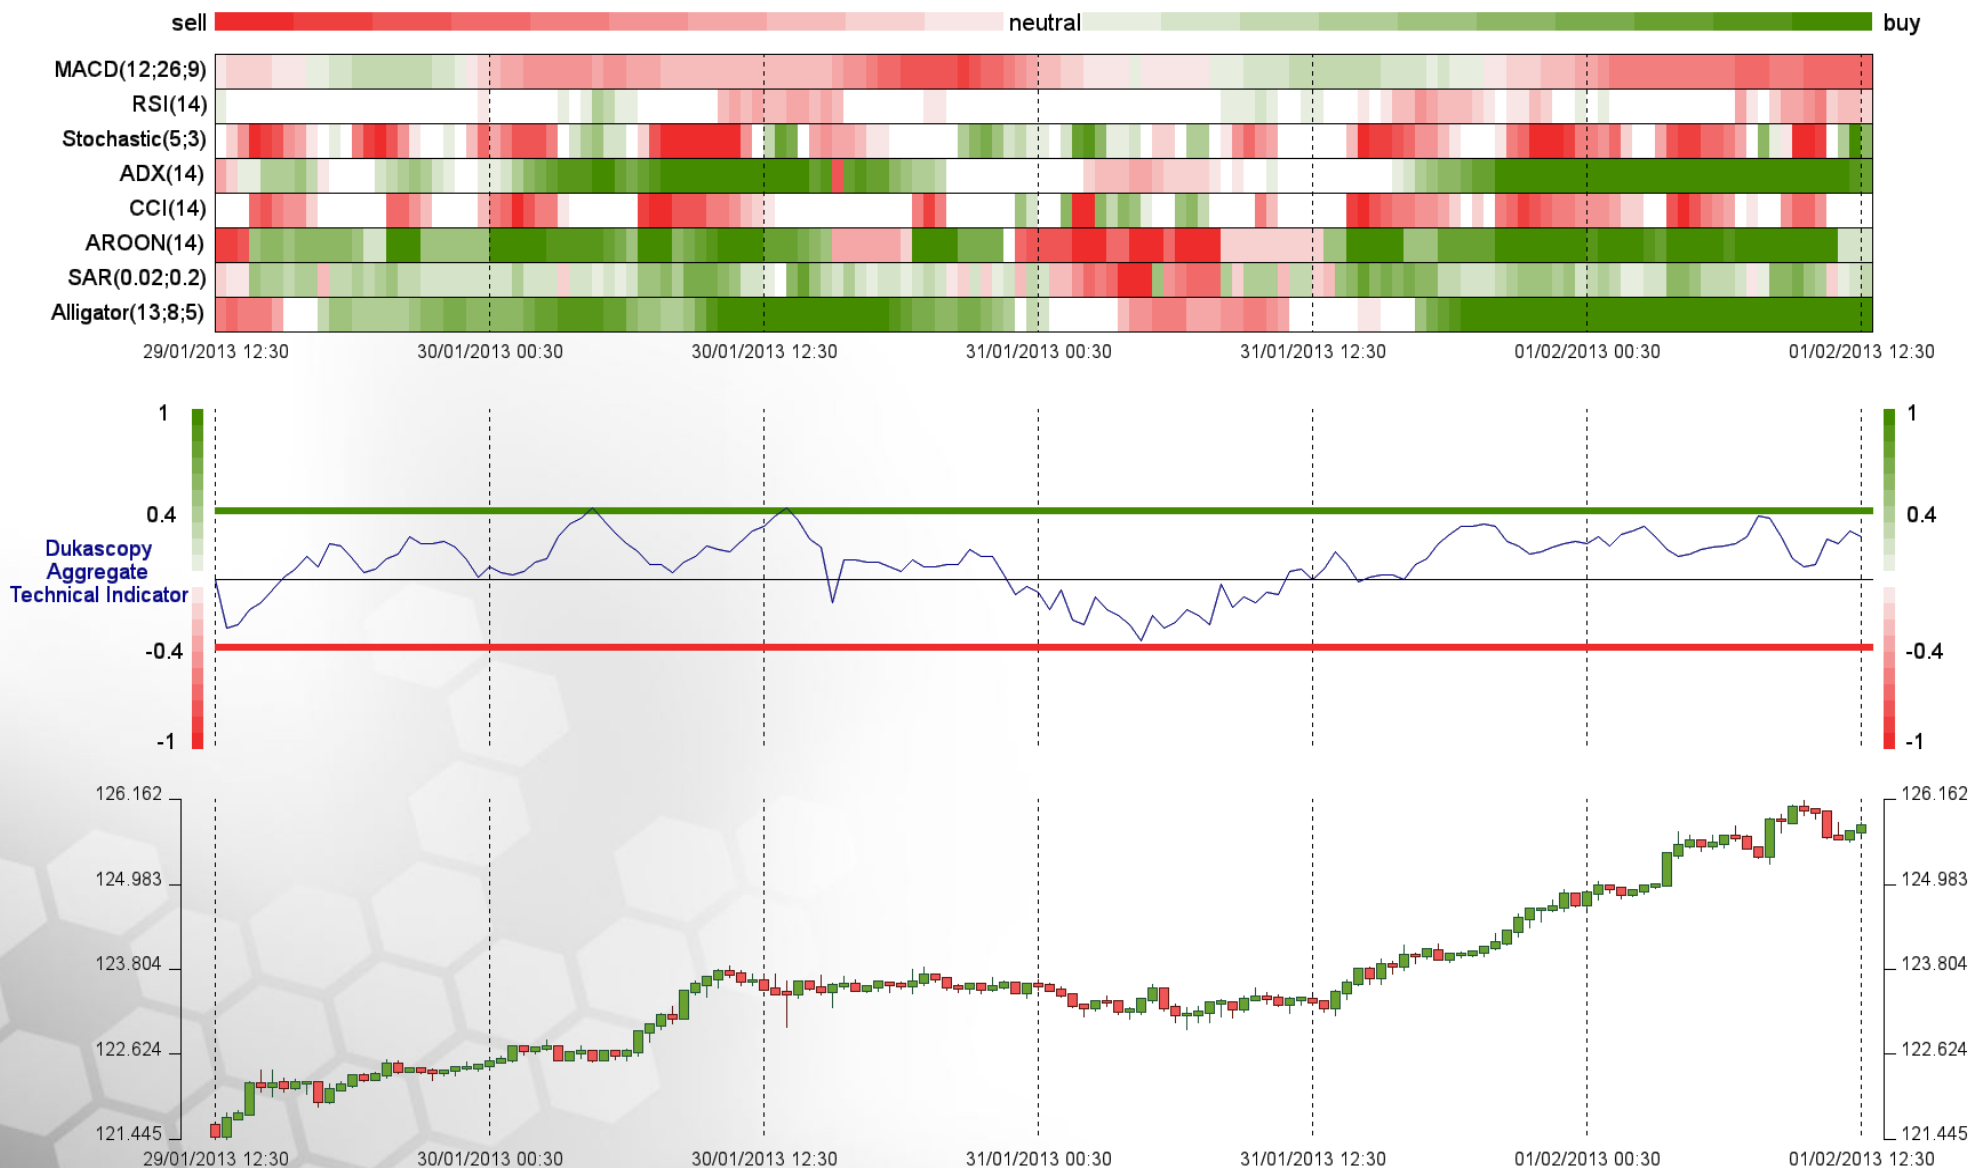 sell neutral buy
MACD(12;26;9)
RSI(14)
Stochastic(5;3)
ADX(14)
CCI(14)
AROON(14)
SAR(0.02;0.2)
Alligator(13;8;5)
29/01/2013 12:30 30/01/2013 00:30 30/01/2013 12:30 31/01/2013 00:30 31/01/2013 12:30 01/02/2013 00:30 01/02/2013 12:30
1 1
0.4 0.4
Dukascopy
Aggregate
Technical Indicator
-0.4 -0.4
-1 -1
126.162 126.162
124.983 124.983
123.804 123.804
122.624 122.624
121.445 121.445
29/01/2013 12:30 30/01/2013 00:30 30/01/2013 12:30 31/01/2013 00:30 31/01/2013 12:30 01/02/2013 00:30 01/02/2013 12:30